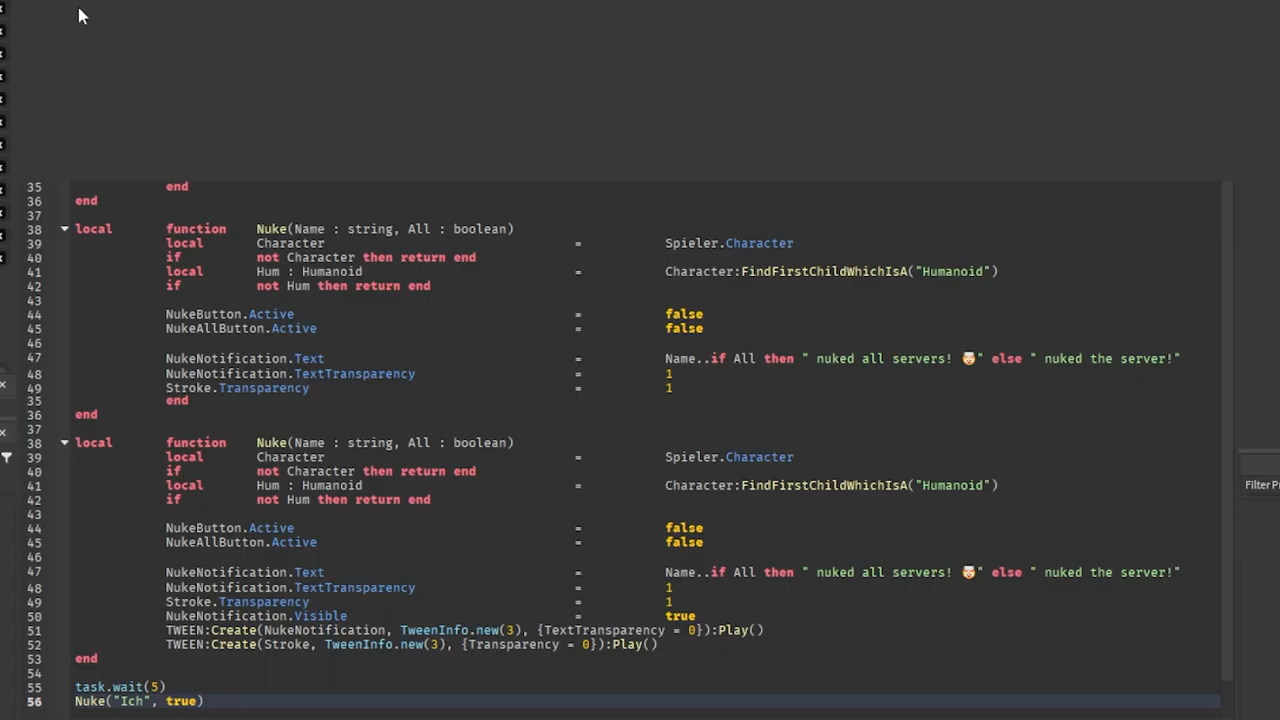 35 end
36 end
37
38 local function Nuke(Name : string, All : boolean)
39 local Character = Spieler.Character
40 if not Character then return end
41 local Hum : Humanoid = Character:FindFirstChildWhichIsA("Humanoid")
42 if not Hum then return end
43
44 NukeButton.Active = false
45 NukeAllButton.Active = false
46
47 NukeNotification.Text = Name..if All then " nuked all servers! 🤯" else " nuked the server!"
48 NukeNotification.TextTransparency = 1
49 Stroke.Transparency = 1
35 end
36 end
37
38 local function Nuke(Name : string, All : boolean)
39 local Character = Spieler.Character
40 if not Character then return end
41 local Hum : Humanoid = Character:FindFirstChildWhichIsA("Humanoid")
42 if not Hum then return end
43
44 NukeButton.Active = false
45 NukeAllButton.Active = false
46
47 NukeNotification.Text = Name..if All then " nuked all servers! 🤯" else " nuked the server!"
48 NukeNotification.TextTransparency = 1
49 Stroke.Transparency = 1
50 NukeNotification.Visible = true
51 TWEEN:Create(NukeNotification, TweenInfo.new(3), {TextTransparency = 0}):Play()
52 TWEEN:Create(Stroke, TweenInfo.new(3), {Transparency = 0}):Play()
53 end
54
55 task.wait(5)
56 Nuke("Ich", true)
Filter